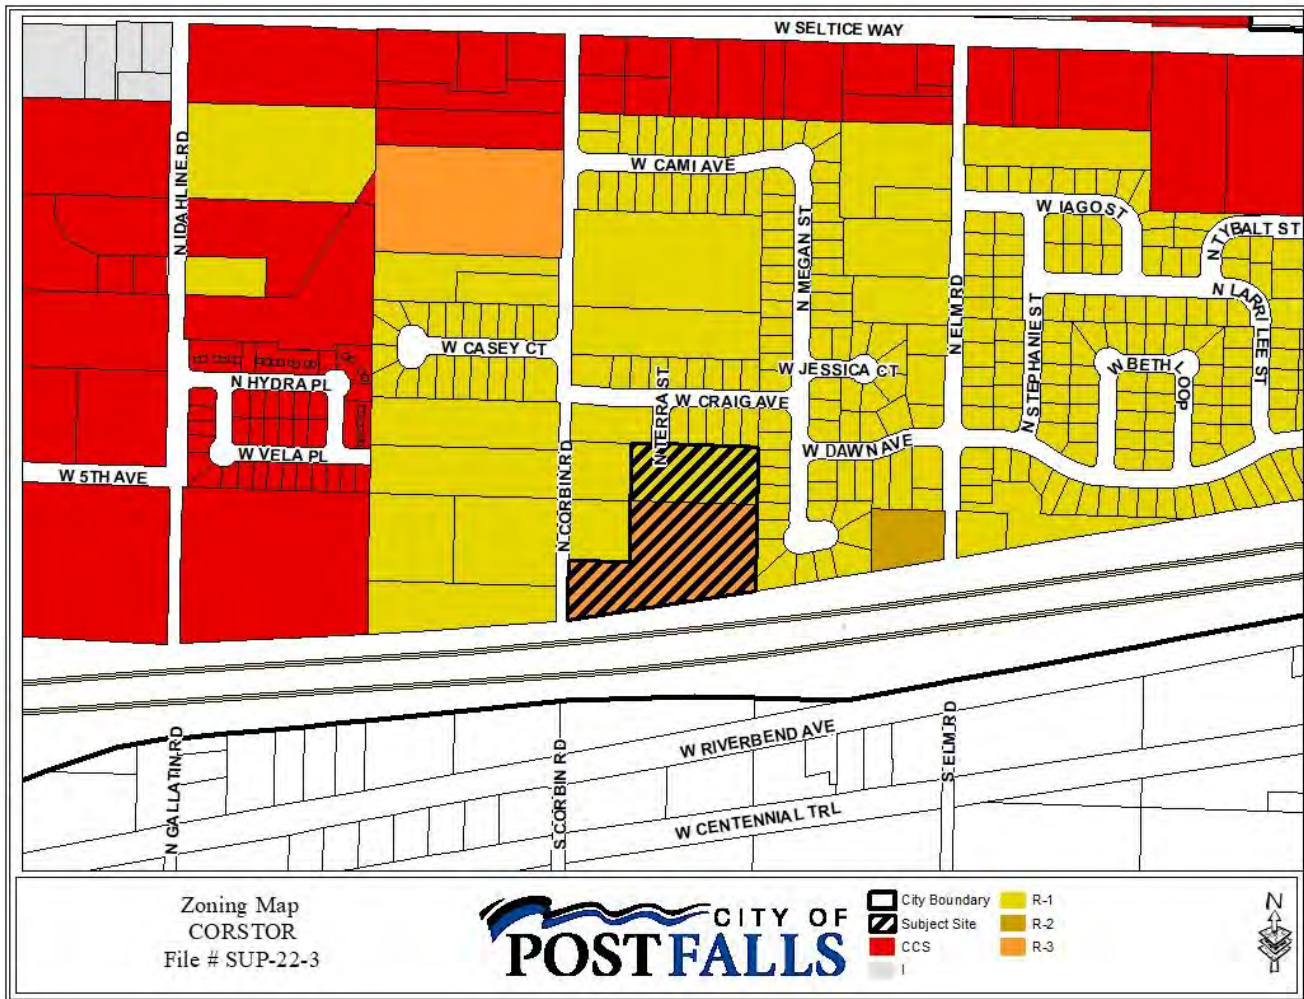 W SELTICE WAY
N IDAHLINE RD
W CAMI AVE
N MEGAN ST
W IAGO ST
N TYBALT ST
N ELM RD
N STEPHANIE ST
N LARRI LEE ST
W CASEY CT
N HYDRA PL
W JESSICA CT
W BETH LOOP
N TERRA ST
W CRAIG AVE
W DAWN AVE
W VELA PL
W 5TH AVE
N CORBIN RD
N GALLATIN RD
S CORBIN RD
W RIVERBEND AVE
S ELM RD
W CENTENNIAL TRL
Zoning Map
CORSTOR
File # SUP-22-3
CITY OF
POST FALLS
City Boundary
Subject Site
CCS
I
R-1
R-2
R-3
N